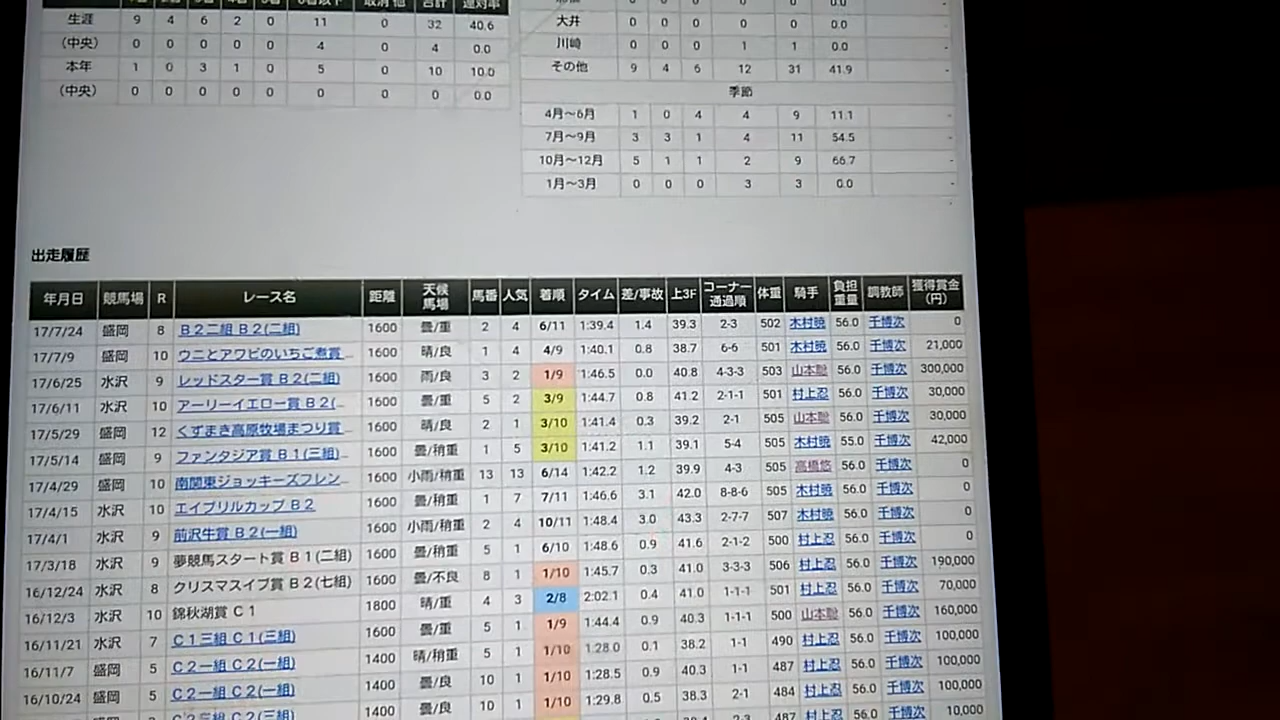 生涯 9 4 6 2 0 11 0 32 40.6
(中央) 0 0 0 0 0 4 0 4 0.0
本年 1 0 3 1 0 5 0 10 10.0
(中央) 0 0 0 0 0 0 0 0 0.0
大井 0 0 0 0 0 0.0 -
川崎 0 0 0 1 1 0.0 -
その他 9 4 6 12 31 41.9 -
季節
4月～6月 1 0 4 4 9 11.1 -
7月～9月 3 3 1 4 11 54.5 -
10月～12月 5 1 1 2 9 66.7 -
1月～3月 0 0 0 3 3 0.0 -
出走履歴
年月日 競馬場 R レース名 距離 天候馬場 馬番 人気 着順 タイム 差/事故 上3F コーナー通過順 体重 騎手 負担重量 調教師 獲得賞金(円)
17/7/24 盛岡 8 B2二組 B2(二組) 1600 曇/重 2 4 6/11 1:39.4 1.4 39.3 2-3 502 木村暁 56.0 千博次 0
17/7/9 盛岡 10 ウニとアワビのいちご煮賞... 1600 晴/良 1 4 4/9 1:40.1 0.8 38.7 6-6 501 木村暁 56.0 千博次 21,000
17/6/25 水沢 9 レッドスター賞 B2(二組) 1600 雨/良 3 2 1/9 1:46.5 0.0 40.8 4-3-3 503 山本聡 56.0 千博次 300,000
17/6/11 水沢 10 アーリーイエロー賞 B2(... 1600 曇/重 5 2 3/9 1:44.7 0.8 41.2 2-1-1 501 村上忍 56.0 千博次 30,000
17/5/29 盛岡 12 くずまき高原牧場まつり賞... 1600 晴/良 2 1 3/10 1:41.4 0.3 39.2 2-1 505 山本聡 56.0 千博次 30,000
17/5/14 盛岡 9 ファンタジア賞 B1(三組)... 1600 曇/稍重 1 5 3/10 1:41.2 1.1 39.1 5-4 505 木村暁 55.0 千博次 42,000
17/4/29 盛岡 10 南関東ジョッキーズフレン... 1600 小雨/稍重 13 13 6/14 1:42.2 1.2 39.9 4-3 505 高橋悠 56.0 千博次 0
17/4/15 水沢 10 エイプリルカップ B2 1600 曇/稍重 1 7 7/11 1:46.6 3.1 42.0 8-8-6 505 木村暁 56.0 千博次 0
17/4/1 水沢 9 前沢牛賞 B2(一組) 1600 小雨/稍重 2 4 10/11 1:48.4 3.0 43.3 2-7-7 507 木村暁 56.0 千博次 0
17/3/18 水沢 9 夢競馬スタート賞 B1(二組) 1600 曇/稍重 5 1 6/10 1:48.6 0.9 41.6 2-1-2 500 村上忍 56.0 千博次 0
16/12/24 水沢 8 クリスマスイブ賞 B2(七組) 1600 曇/不良 8 1 1/10 1:45.7 0.3 41.0 3-3-3 506 村上忍 56.0 千博次 190,000
16/12/3 水沢 10 錦秋湖賞 C1 1800 晴/重 4 3 2/8 2:02.1 0.4 41.0 1-1-1 501 村上忍 56.0 千博次 70,000
16/11/21 水沢 7 C1三組 C1(三組) 1600 曇/重 5 1 1/9 1:44.4 0.9 40.3 1-1-1 500 山本聡 56.0 千博次 160,000
16/11/7 盛岡 5 C2一組 C2(一組) 1400 晴/稍重 5 1 1/10 1:28.0 0.1 38.2 1-1 490 村上忍 56.0 千博次 100,000
16/10/24 盛岡 5 C2一組 C2(一組) 1400 曇/良 10 1 1/10 1:28.5 0.9 40.3 1-1 487 村上忍 56.0 千博次 100,000
1400 曇/良 10 1 1/10 1:29.8 0.5 38.3 2-1 484 村上忍 56.0 千博次 100,000
2-3 487 村上忍 56.0 千博次 10,000